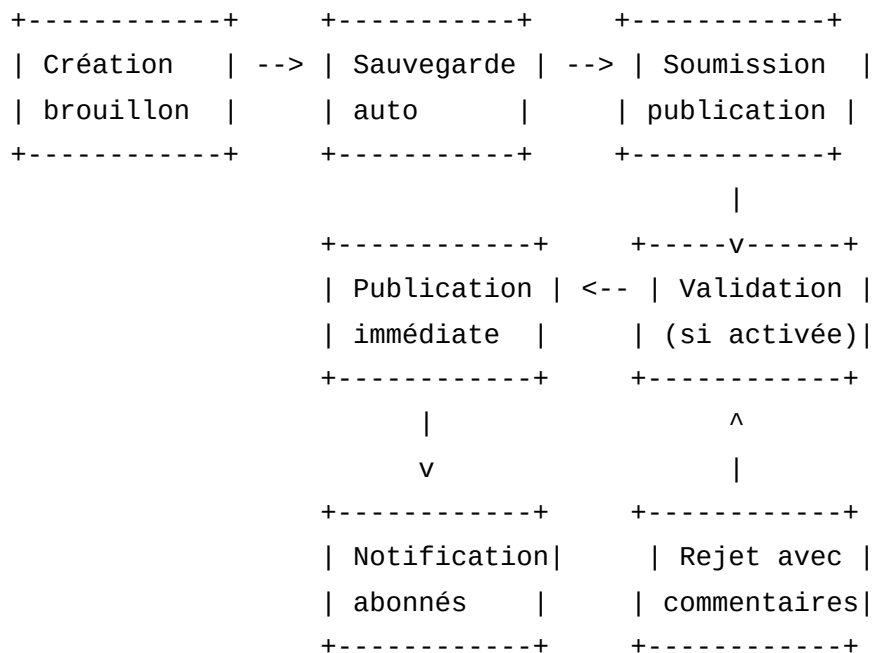 +------------+ +-----------+ +------------+
| Création | --> | Sauvegarde | --> | Soumission |
| brouillon | | auto | | publication |
+------------+ +-----------+ +------------+
|
+------------+ +-----v------+
| Publication | <-- | Validation |
| immédiate | | (si activée)|
+------------+ +------------+
| ^
v |
+------------+ +------------+
| Notification| | Rejet avec |
| abonnés | | commentaires|
+------------+ +------------+